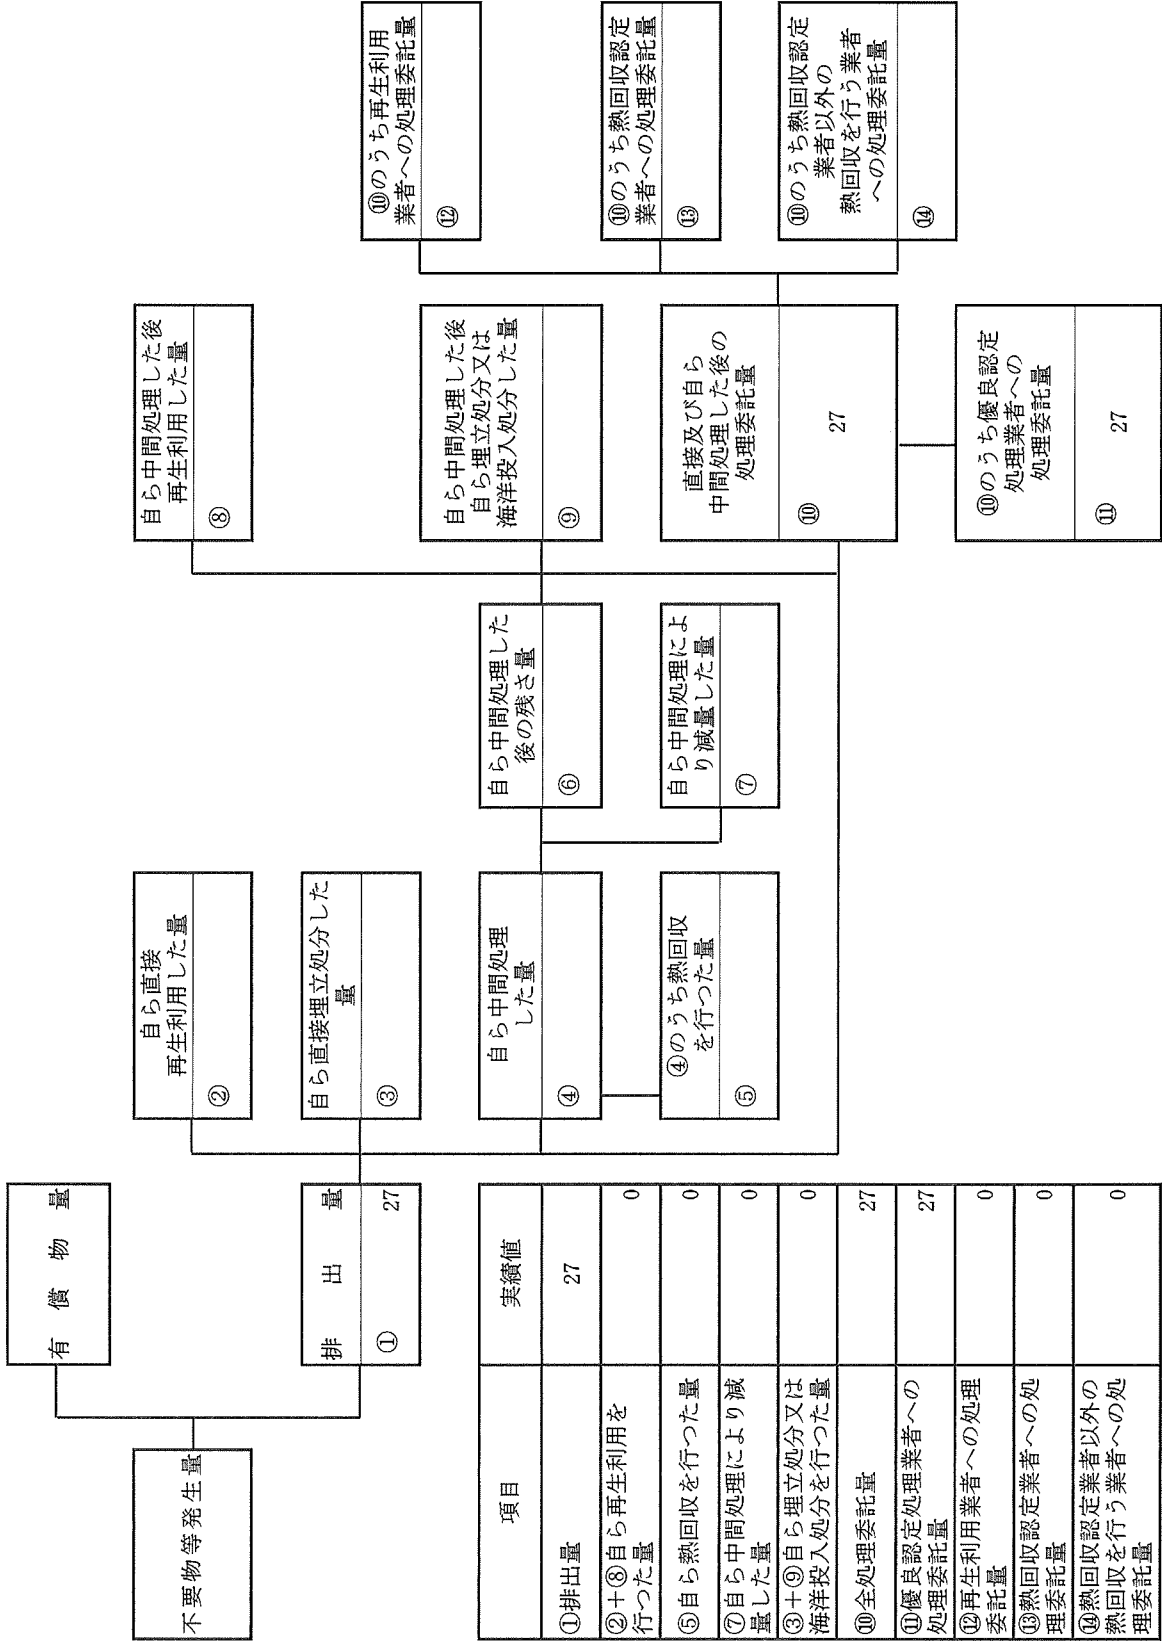 不要物等発生量
有償物量
排出量
① 27
自ら直接
再生利用した量
②
自ら直接埋立処分した
量
③
自ら中間処理
した量
④
④のうち熱回収
を行つた量
⑤
自ら中間処理した
後の残さ量
⑥
自ら中間処理によ
り減量した量
⑦
自ら中間処理した後
再生利用した量
⑧
自ら中間処理した後
自ら埋立処分又は
海洋投入処分した量
⑨
直接及び自ら
中間処理した後の
処理委託量
⑩ 27
⑩のうち優良認定
処理業者への
処理委託量
⑪ 27
⑩のうち再生利用
業者への処理委託量
⑫
⑩のうち熱回収認定
業者への処理委託量
⑬
⑩のうち熱回収認定
業者以外の
熱回収を行う業者
への処理委託量
⑭
項目 実績値
①排出量 27
②+⑧自ら再生利用を
行つた量 0
⑤自ら熱回収を行つた量 0
⑦自ら中間処理により減
量した量 0
③+⑨自ら埋立処分又は
海洋投入処分を行つた量 0
⑩全処理委託量 27
⑪優良認定処理業者への
処理委託量 27
⑫再生利用業者への処理
委託量 0
⑬熱回収認定業者への処
理委託量 0
⑭熱回収認定業者以外の
熱回収を行う業者への処
理委託量 0